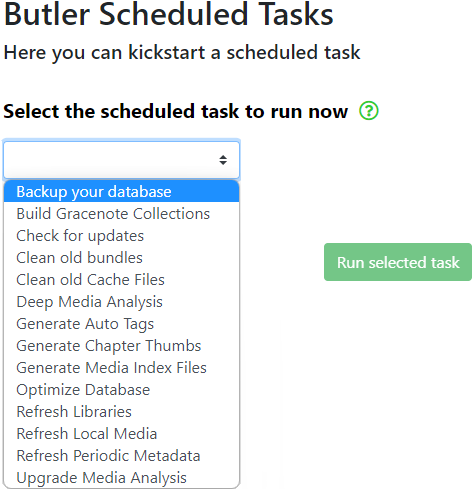 Butler Scheduled Tasks
Here you can kickstart a scheduled task
Select the scheduled task to run now ?
Backup your database
Build Gracenote Collections
Check for updates
Clean old bundles
Clean old Cache Files
Deep Media Analysis
Generate Auto Tags
Generate Chapter Thumbs
Generate Media Index Files
Optimize Database
Refresh Libraries
Refresh Local Media
Refresh Periodic Metadata
Upgrade Media Analysis
Run selected task